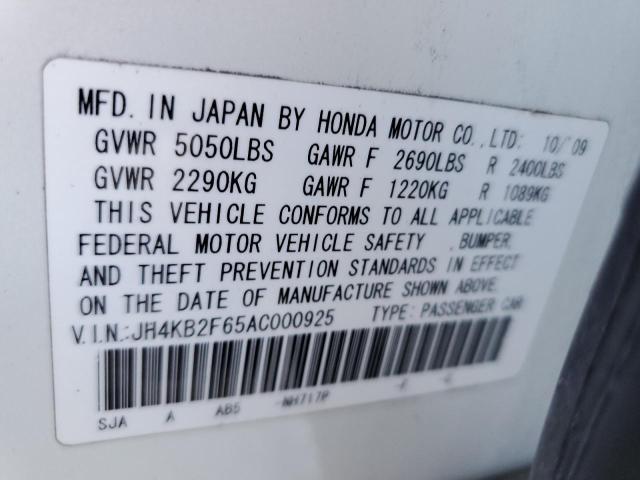 MFD. IN JAPAN BY HONDA MOTOR CO., LTD. 10/'09
GVWR 5050LBS GAWR F 2690LBS R 2400LBS
GVWR 2290KG GAWR F 1220KG R 1089KG
THIS VEHICLE CONFORMS TO ALL APPLICABLE
FEDERAL MOTOR VEHICLE SAFETY , BUMPER,
AND THEFT PREVENTION STANDARDS IN EFFECT
ON THE DATE OF MANUFACTURE SHOWN ABOVE.
V.I.N.:JH4KB2F65AC000925 TYPE: PASSENGER CAR
SJA A AB5 -NH717P